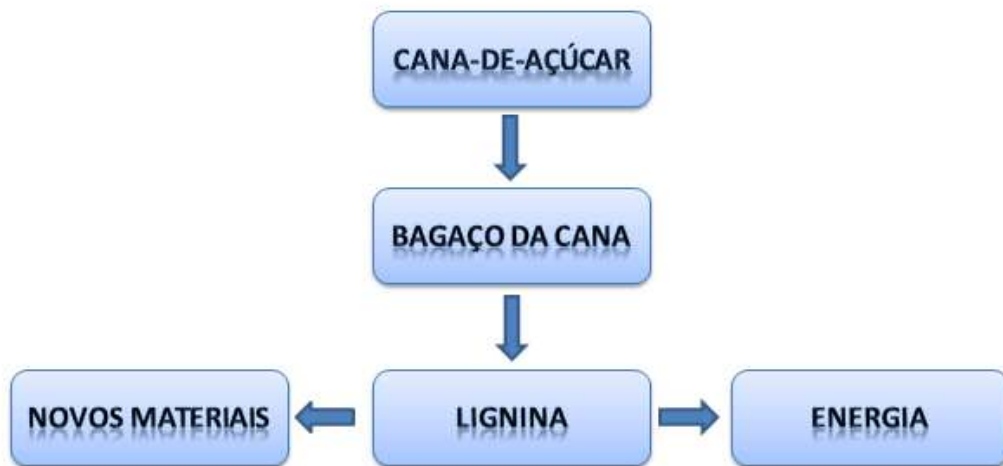 CANA-DE-AÇÚCAR
BAGAÇO DA CANA
NOVOS MATERIAIS
LIGNINA
ENERGIA